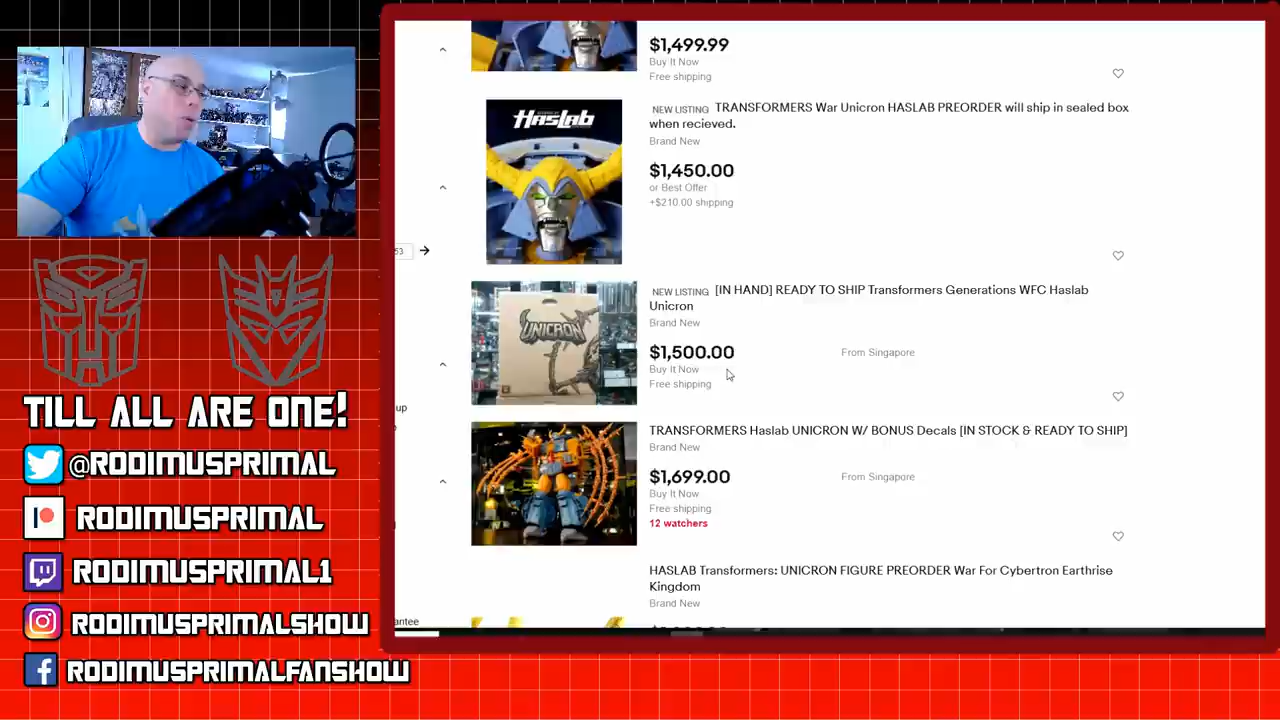 $1,499.99
Buy It Now
Free shipping
HasLab
NEW LISTING TRANSFORMERS War Unicron HASLAB PREORDER will ship in sealed box
when recieved.
Brand New
$1,450.00
or Best Offer
+$210.00 shipping
53
UNICRON
NEW LISTING [IN HAND] READY TO SHIP Transformers Generations WFC Haslab
Unicron
Brand New
$1,500.00
From Singapore
Buy It Now
Free shipping
up
TRANSFORMERS Haslab UNICRON W/ BONUS Decals [IN STOCK & READY TO SHIP]
Brand New
$1,699.00
From Singapore
Buy It Now
Free shipping
12 watchers
HASLAB Transformers: UNICRON FIGURE PREORDER War For Cybertron Earthrise
Kingdom
Brand New
antee
TILL ALL ARE ONE!
@RODIMUSPRIMAL
RODIMUSPRIMAL
RODIMUSPRIMAL1
RODIMUSPRIMALSHOW
RODIMUSPRIMALFANSHOW